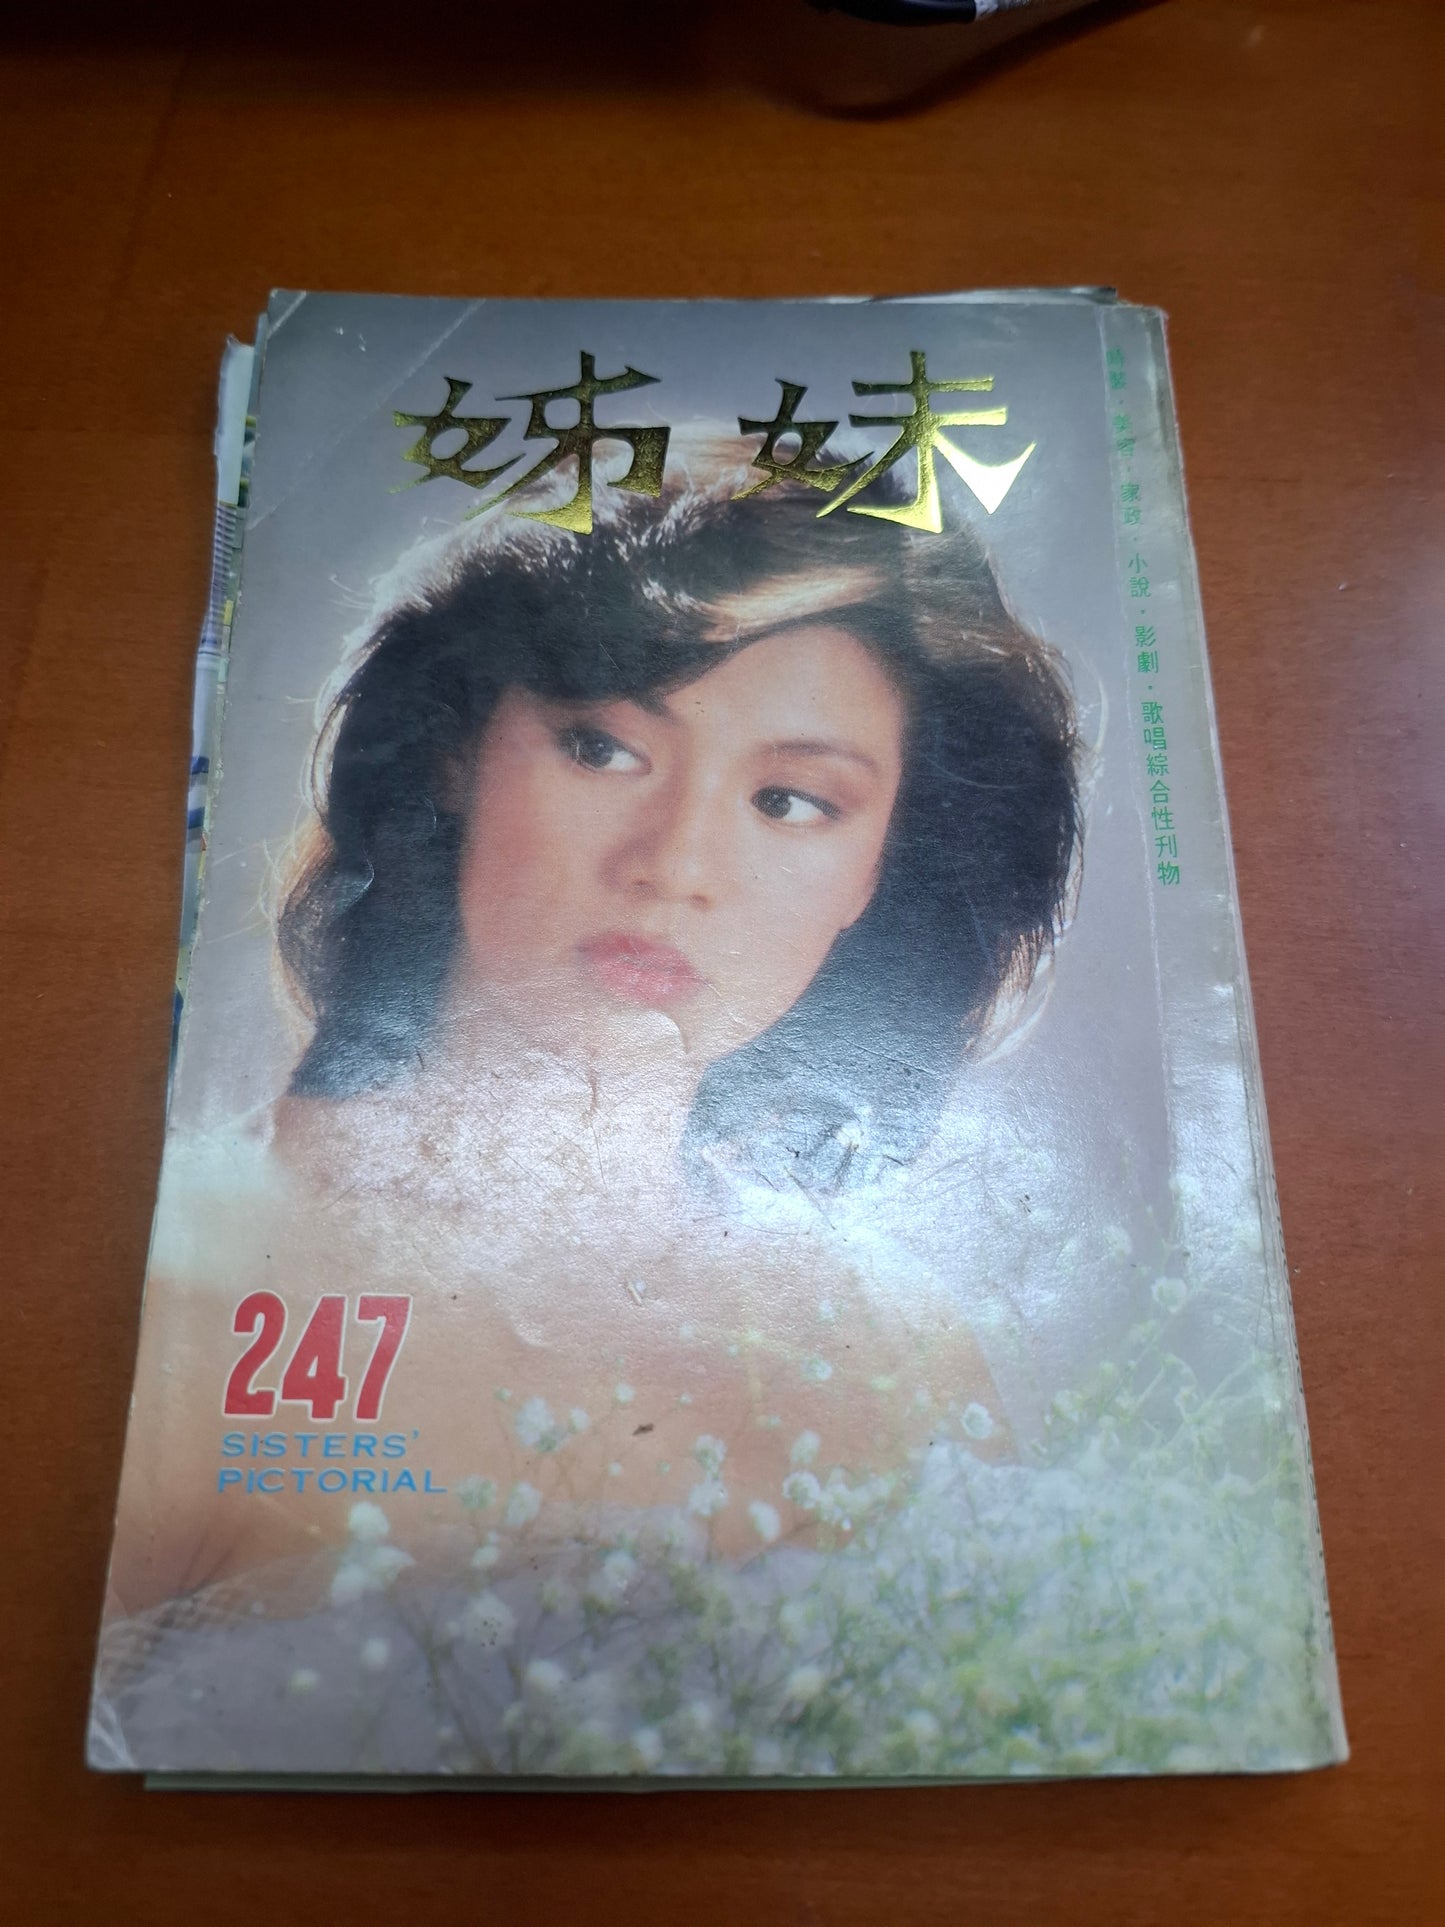 姊妹
時裝・美容・家政・小說・影劇・歌唱綜合性刊物
247
SISTERS'
PICTORIAL